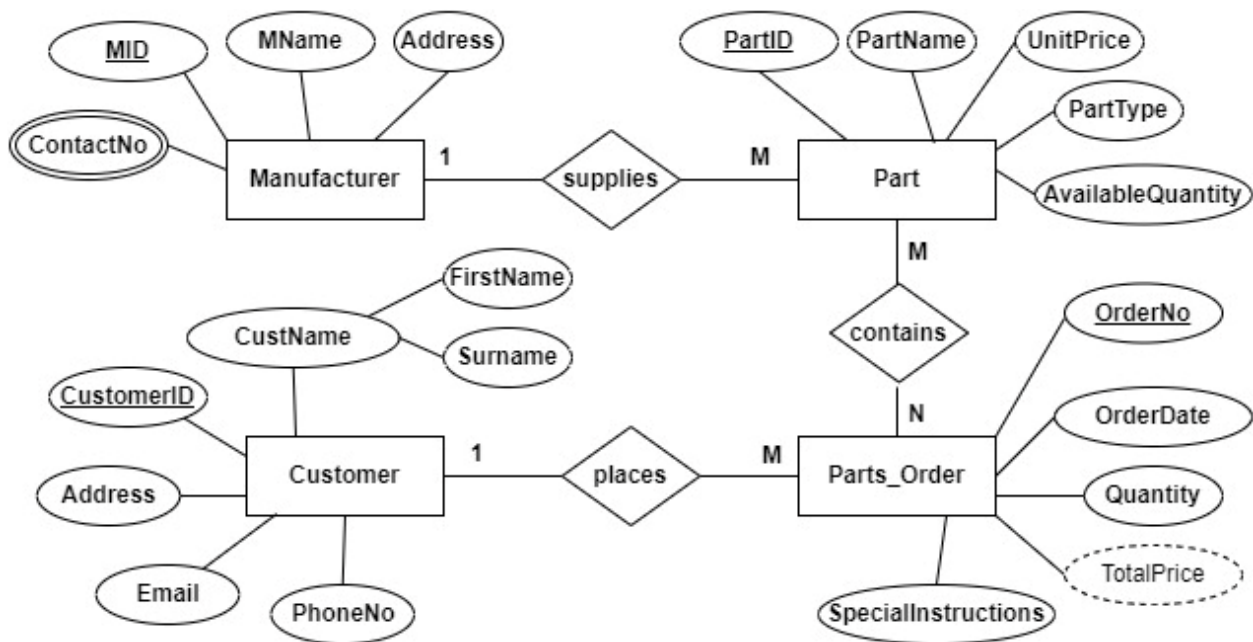 MID
MName
Address
ContactNo
Manufacturer
1
supplies
M
PartID
PartName
UnitPrice
PartType
AvailableQuantity
Part
M
contains
N
FirstName
CustName
Surname
CustomerID
Address
Customer
Email
PhoneNo
1
places
M
OrderNo
OrderDate
Parts_Order
Quantity
TotalPrice
SpecialInstructions